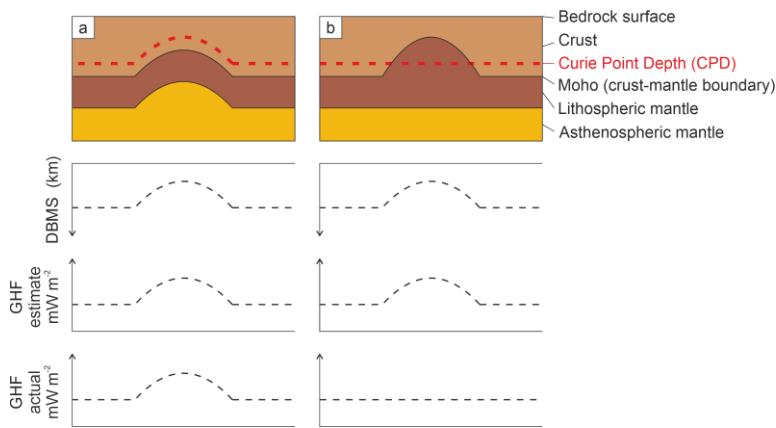 a
b
Bedrock surface
Crust
Curie Point Depth (CPD)
Moho (crust-mantle boundary)
Lithospheric mantle
Asthenospheric mantle
DBMS (km)
GHF
estimate
mW m⁻²
GHF
actual
mW m⁻²